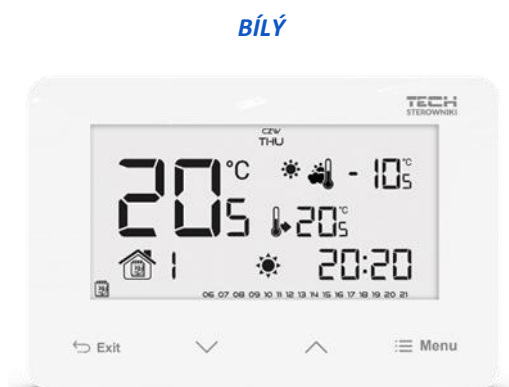 BÍLÝ
TECH
STEROWNIKI
CZW
THU
20 5 °C
- 10 5 °C
20 5 °C
1
20:20
06 07 08 09 10 11 12 13 14 15 16 17 18 19 20 21
Exit
Menu